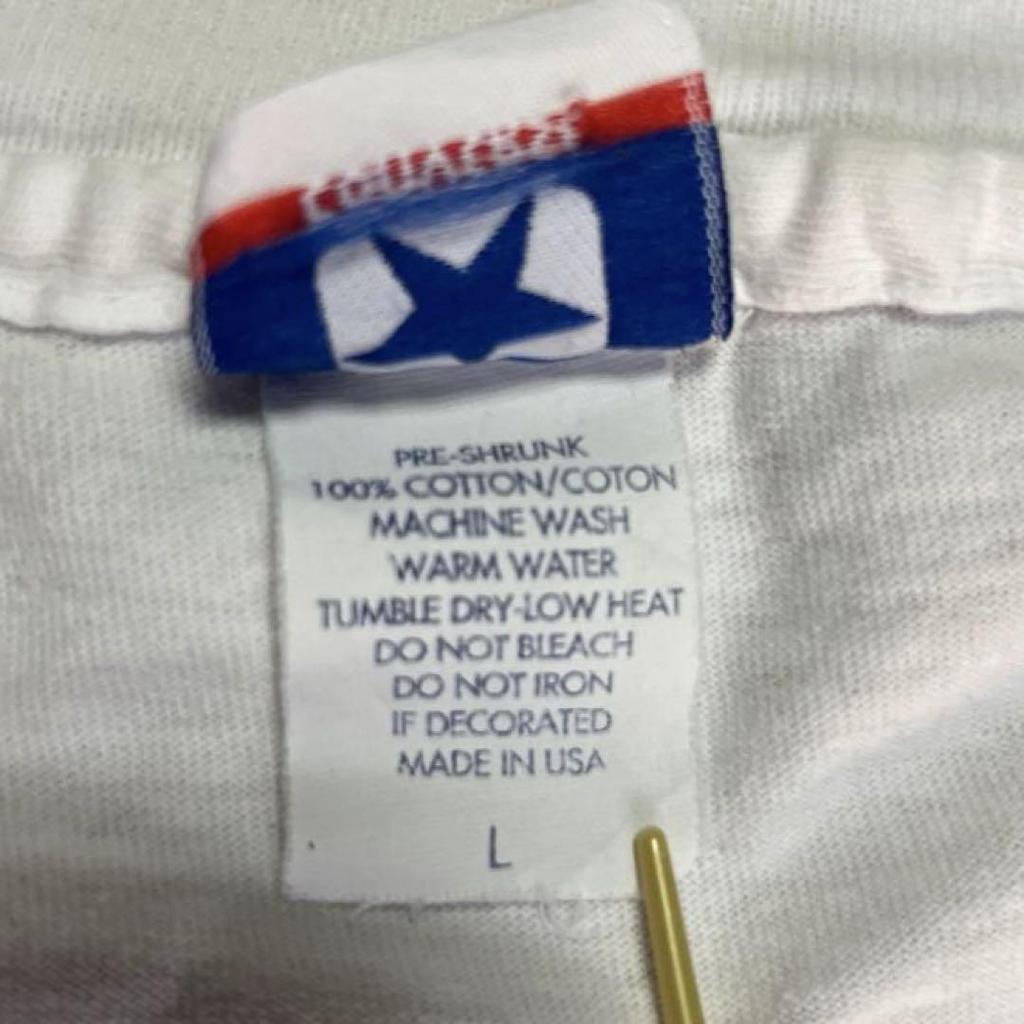 PRE-SHRUNK
100% COTTON/COTON
MACHINE WASH
WARM WATER
TUMBLE DRY-LOW HEAT
DO NOT BLEACH
DO NOT IRON
IF DECORATED
MADE IN USA
L